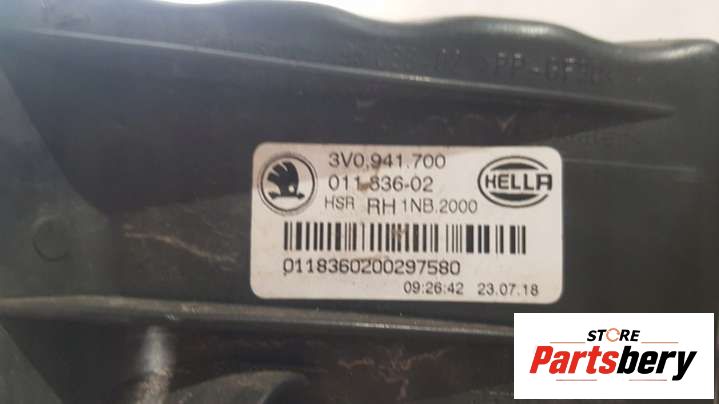 3V0.941.700
011.836-02
HELLA
HSR RH 1NB.2000
0118360200297580
09:26:42 23.07.18
STORE
Partsbery